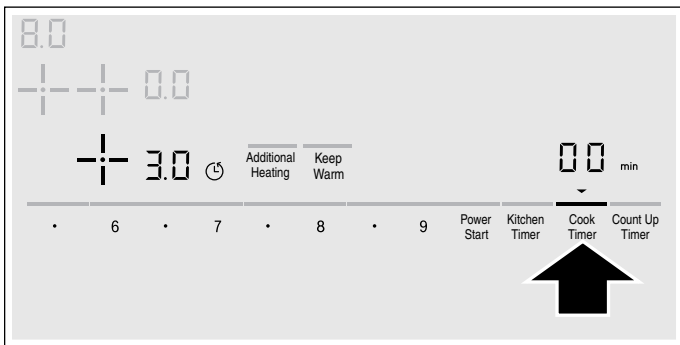 8.0
0.0
3.0 Additional Heating Keep Warm 00 min
· 6 · 7 · 8 · 9 Power Start Kitchen Timer Cook Timer Count Up Timer